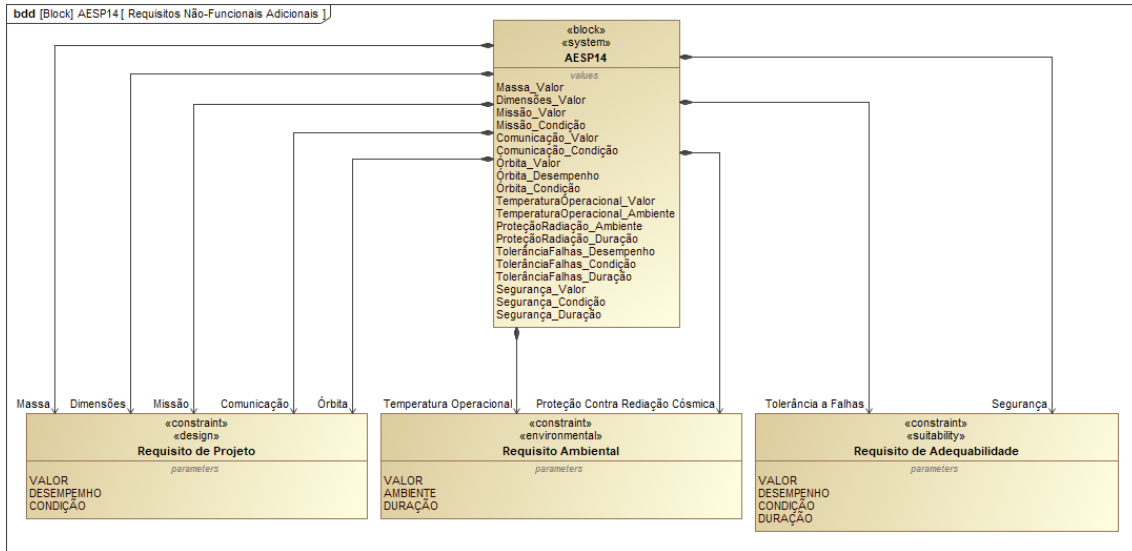 bdd [Block] AESP14 [ Requisitos Não-Funcionais Adicionais ]
«block»
«system»
AESP14
values
Massa_Valor
Dimensões_Valor
Missão_Valor
Missão_Condição
Comunicação_Valor
Comunicação_Condição
Órbita_Valor
Órbita_Desempenho
Órbita_Condição
TemperaturaOperacional_Valor
TemperaturaOperacional_Ambiente
ProteçãoRadiação_Ambiente
ProteçãoRadiação_Duração
TolerânciaFalhas_Desempenho
TolerânciaFalhas_Condição
TolerânciaFalhas_Duração
Segurança_Valor
Segurança_Condição
Segurança_Duração
Massa Dimensões Missão Comunicação Órbita Temperatura Operacional Proteção Contra Rediação Cósmica Tolerância a Falhas Segurança
«constraint»
«design»
Requisito de Projeto
parameters
VALOR
DESEMPEMHO
CONDIÇÃO
«constraint»
«environmental»
Requisito Ambiental
parameters
VALOR
AMBIENTE
DURAÇÃO
«constraint»
«suitability»
Requisito de Adequabilidade
parameters
VALOR
DESEMPENHO
CONDIÇÃO
DURAÇÃO